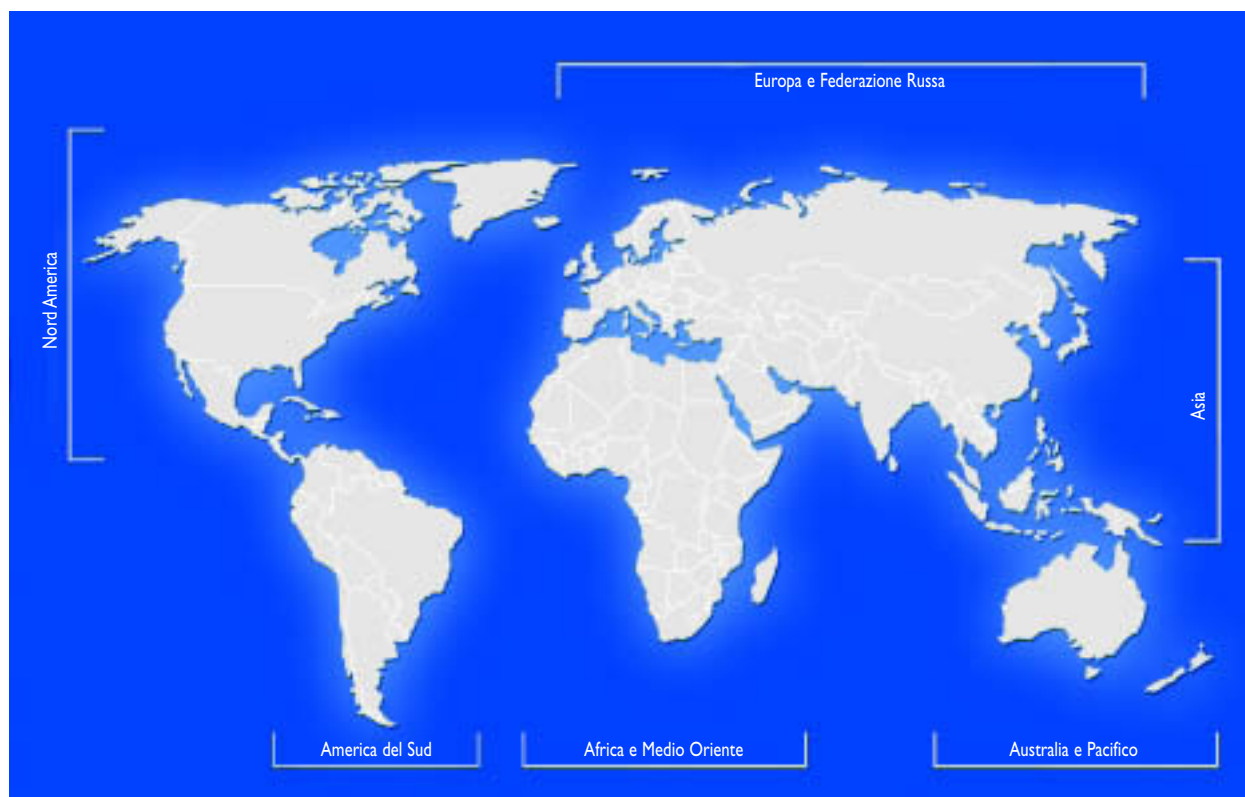 Europa e Federazione Russa
Nord America
Asia
America del Sud
Africa e Medio Oriente
Australia e Pacifico